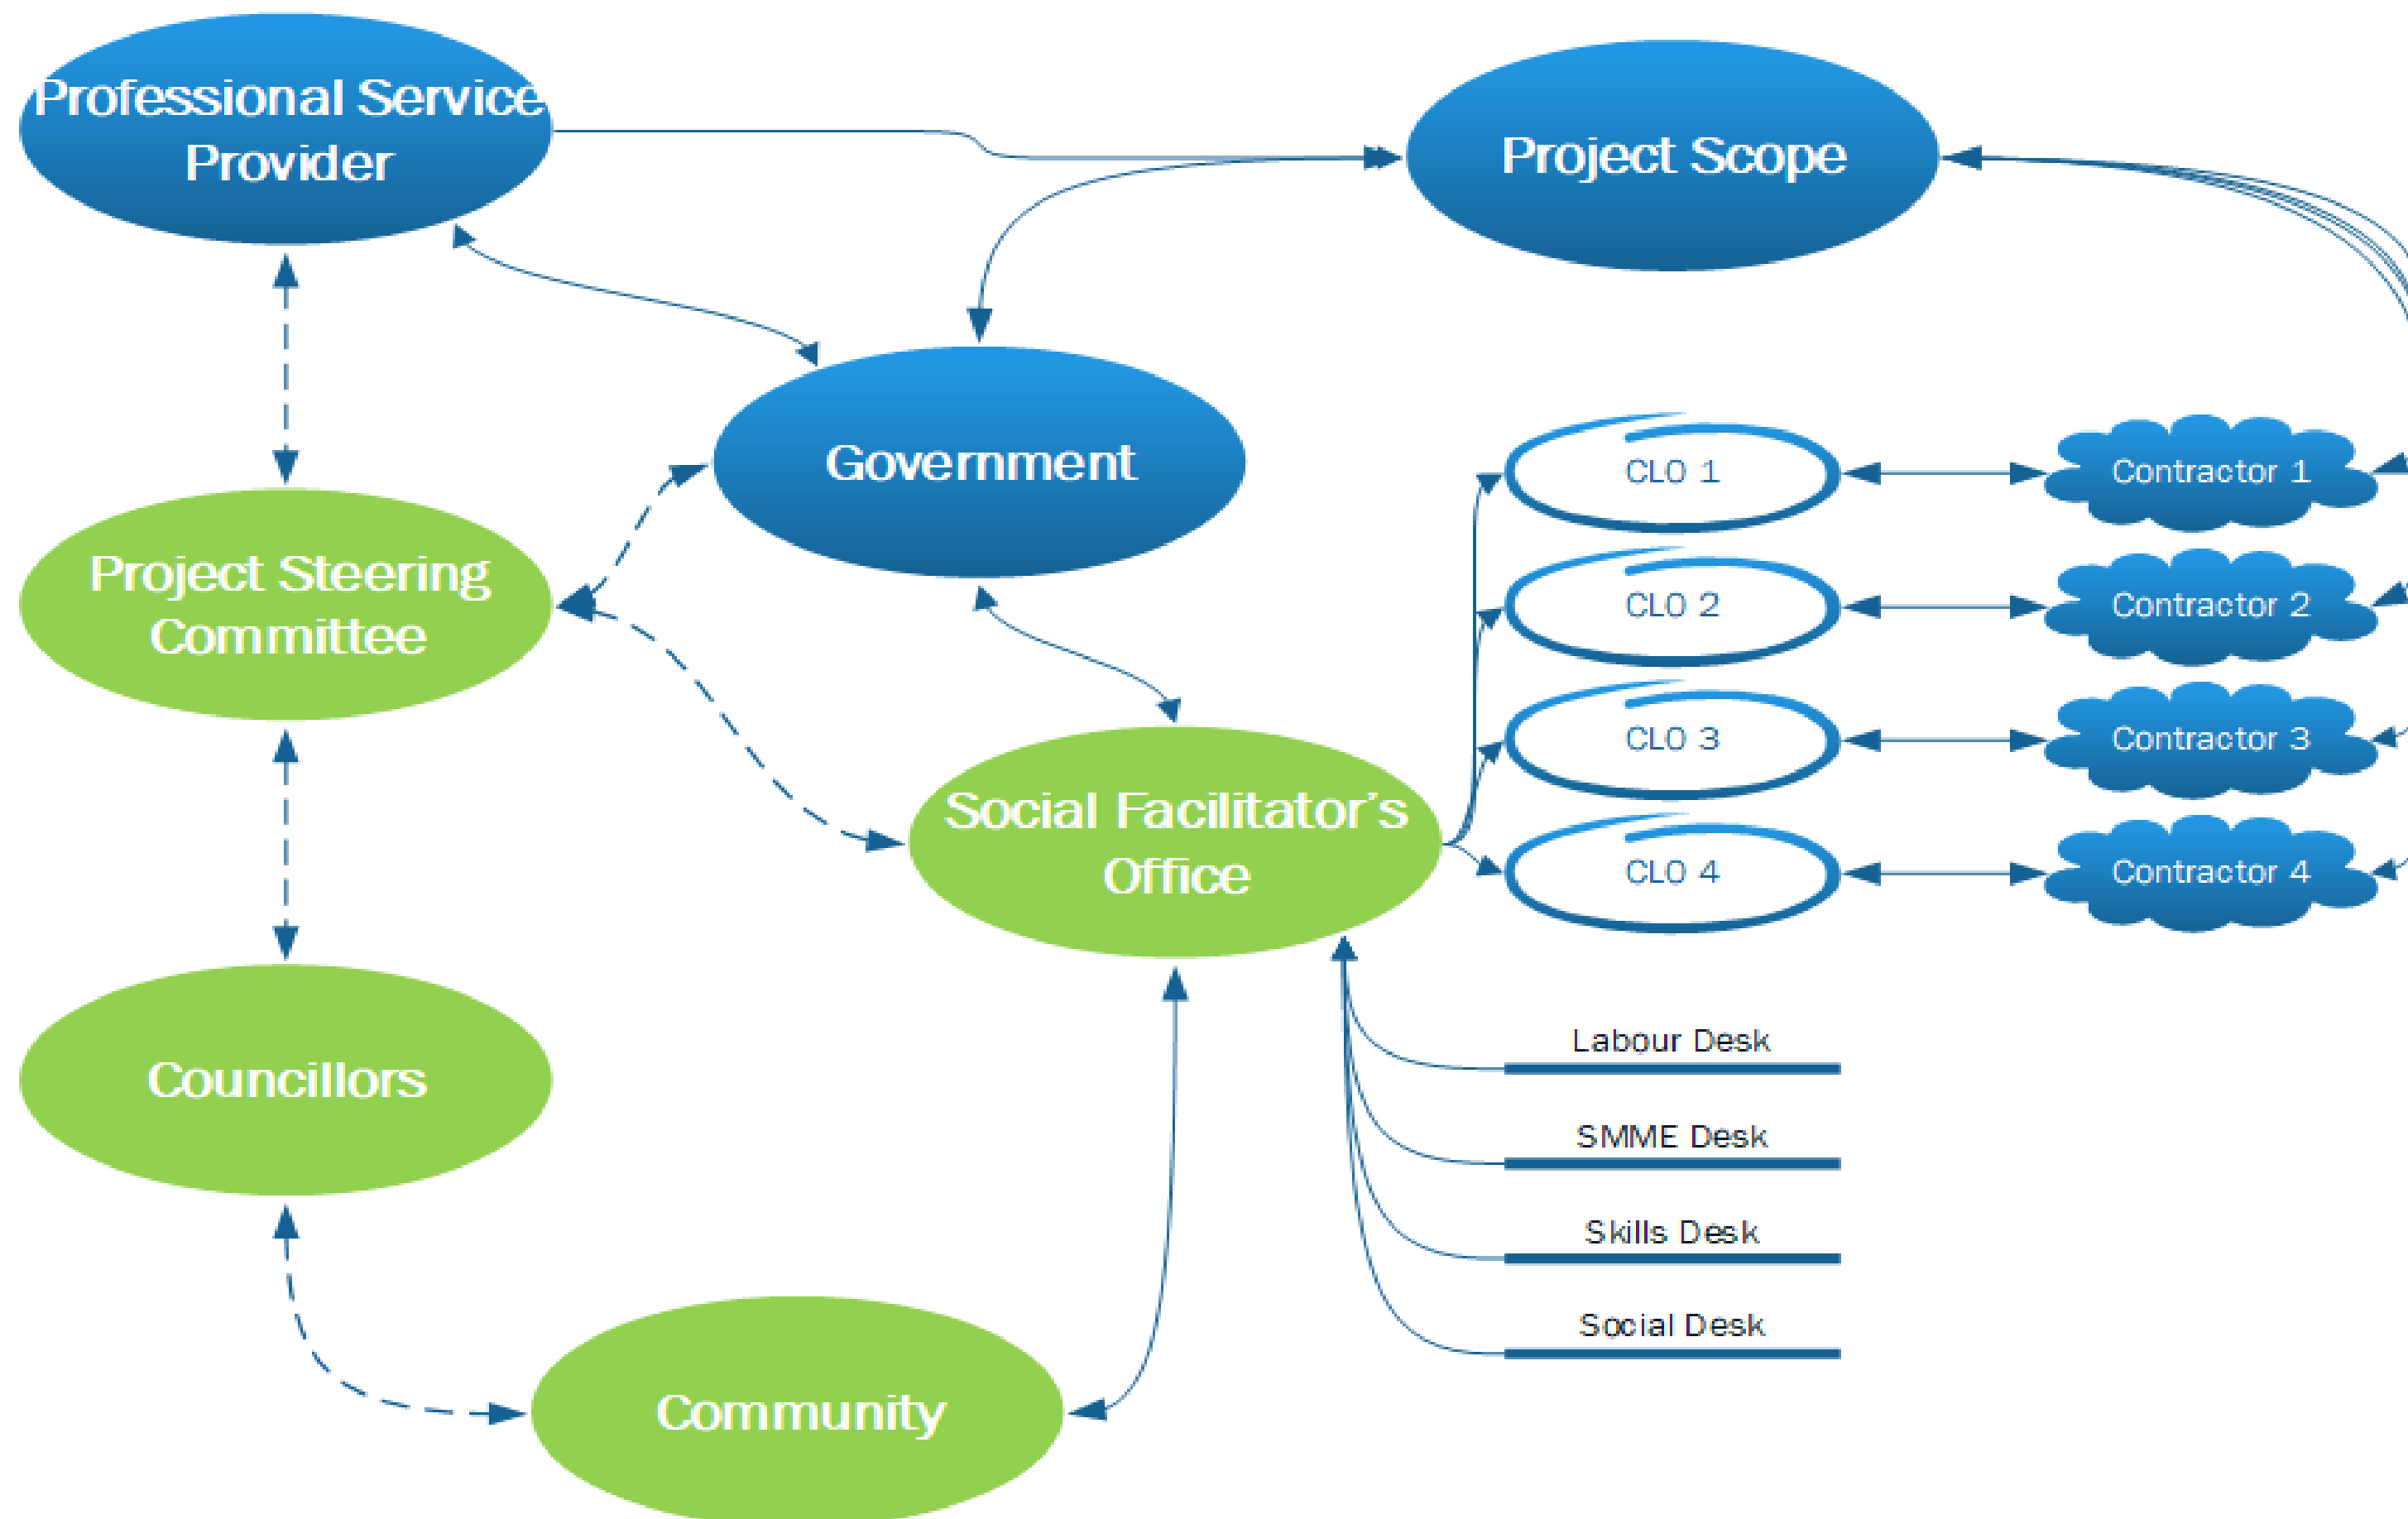 Professional Service
Provider
Project Scope
Government
CLO 1
Contractor 1
Project Steering
Committee
CLO 2
Contractor 2
CLO 3
Contractor 3
Social Facilitator’s
Office
CLO 4
Contractor 4
Councillors
Labour Desk
SMME Desk
Skills Desk
Social Desk
Community